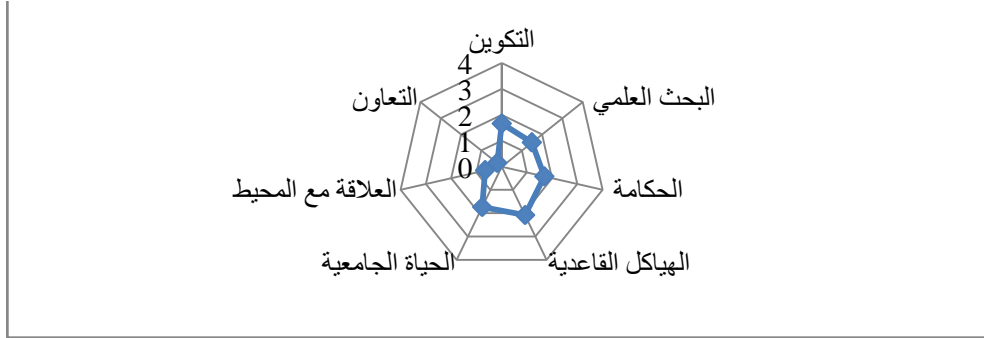 التكوين
4
3
2
1
0
البحث العلمي
الحكامة
الهياكل القاعدية
الحياة الجامعية
العلاقة مع المحيط
التعاون